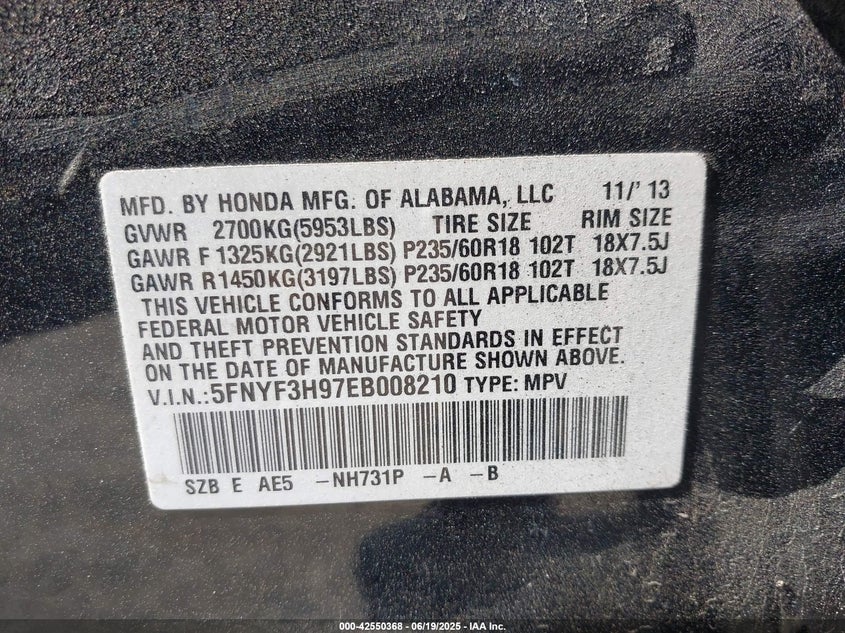 MFD. BY HONDA MFG. OF ALABAMA, LLC 11/'13
GVWR 2700KG(5953LBS) TIRE SIZE RIM SIZE
GAWR F 1325KG(2921LBS) P235/60R18 102T 18X7.5J
GAWR R1450KG(3197LBS) P235/60R18 102T 18X7.5J
THIS VEHICLE CONFORMS TO ALL APPLICABLE
FEDERAL MOTOR VEHICLE SAFETY
AND THEFT PREVENTION STANDARDS IN EFFECT
ON THE DATE OF MANUFACTURE SHOWN ABOVE.
V.I.N.:5FNYF3H97EB008210 TYPE: MPV
SZB E AE5 -NH731P -A -B
000-42550368 - 06/19/2025 - IAA Inc.